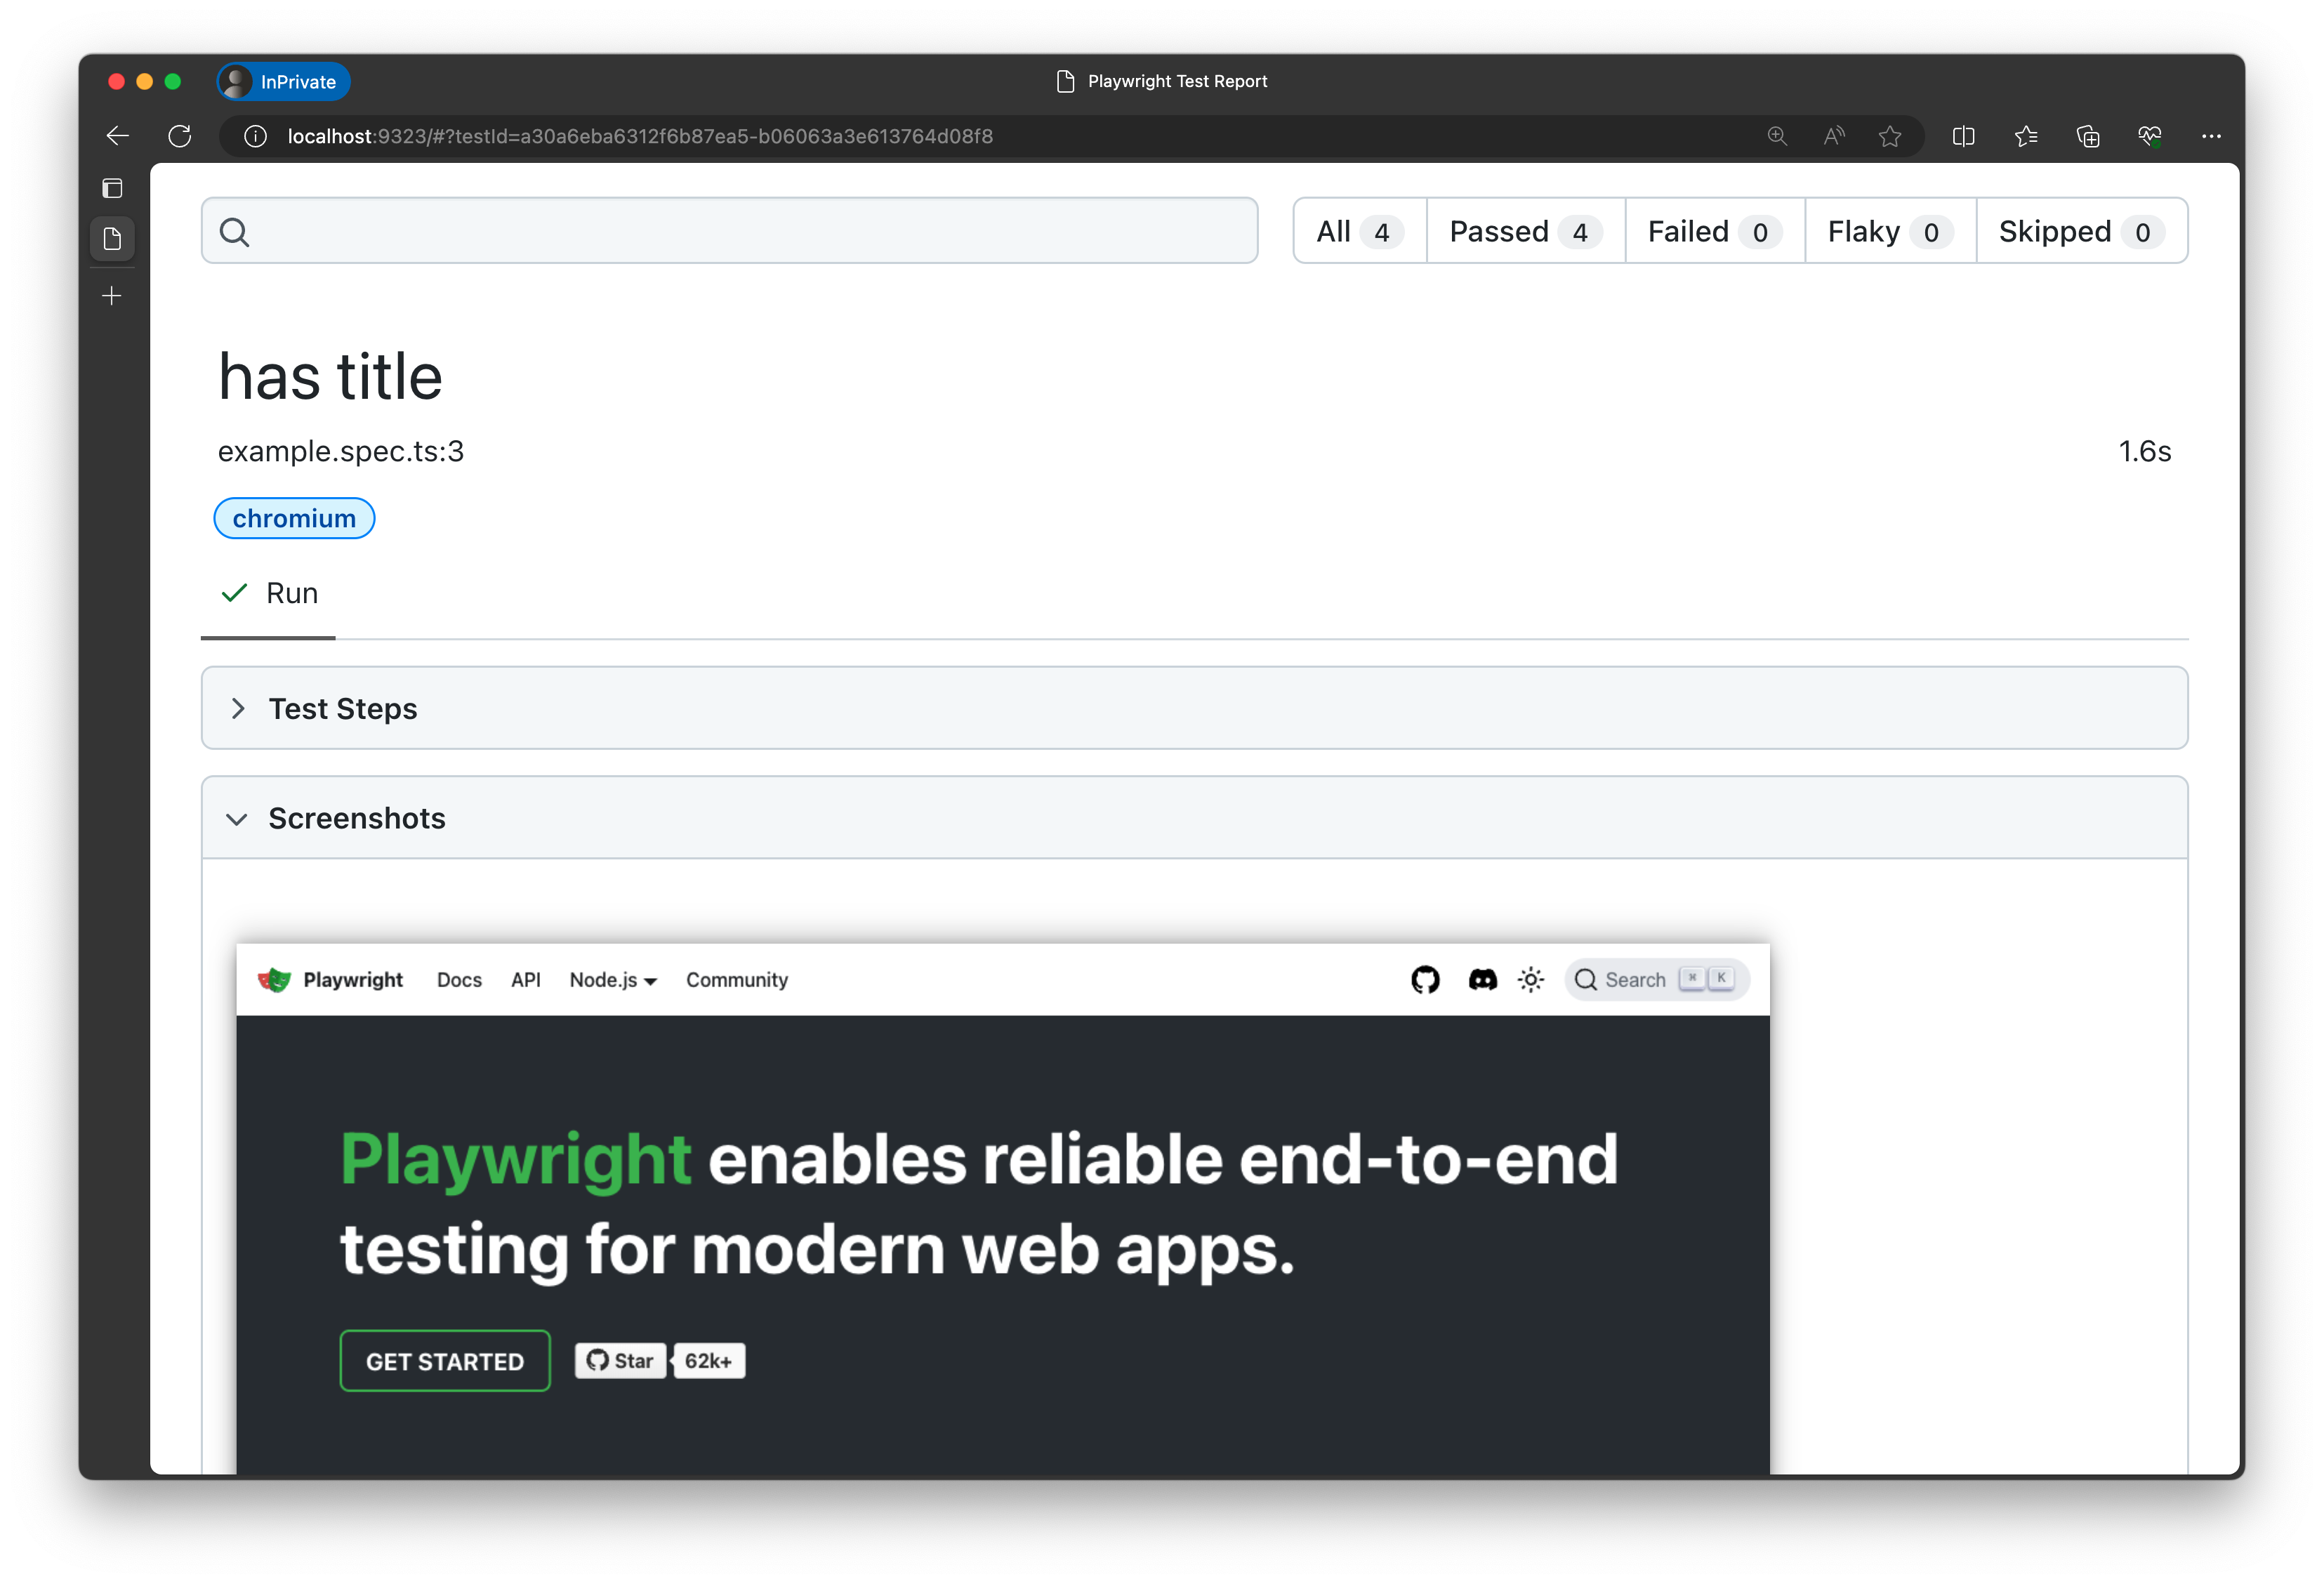 InPrivate
Playwright Test Report
localhost:9323/#?testId=a30a6eba6312f6b87ea5-b06063a3e613764d08f8
All 4 Passed 4 Failed 0 Flaky 0 Skipped 0
has title
example.spec.ts:3 1.6s
chromium
Run
Test Steps
Screenshots
Playwright Docs API Node.js Community Search ⌘ K
Playwright enables reliable end-to-end
testing for modern web apps.
GET STARTED Star 62k+